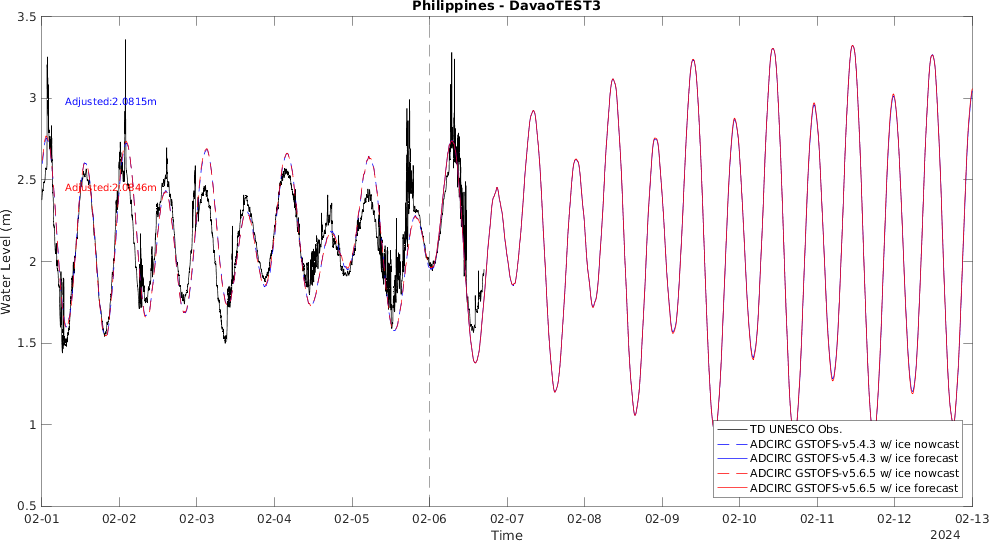 Philippines - DavaoTEST3
3.5
3
2.5
2
1.5
1
0.5
Water Level (m)
Adjusted:2.0815m
Adjusted:2.0346m
TD UNESCO Obs.
ADCIRC GSTOFS-v5.4.3 w/ ice nowcast
ADCIRC GSTOFS-v5.4.3 w/ ice forecast
ADCIRC GSTOFS-v5.6.5 w/ ice nowcast
ADCIRC GSTOFS-v5.6.5 w/ ice forecast
02-01 02-02 02-03 02-04 02-05 02-06 02-07 02-08 02-09 02-10 02-11 02-12 02-13
Time
2024